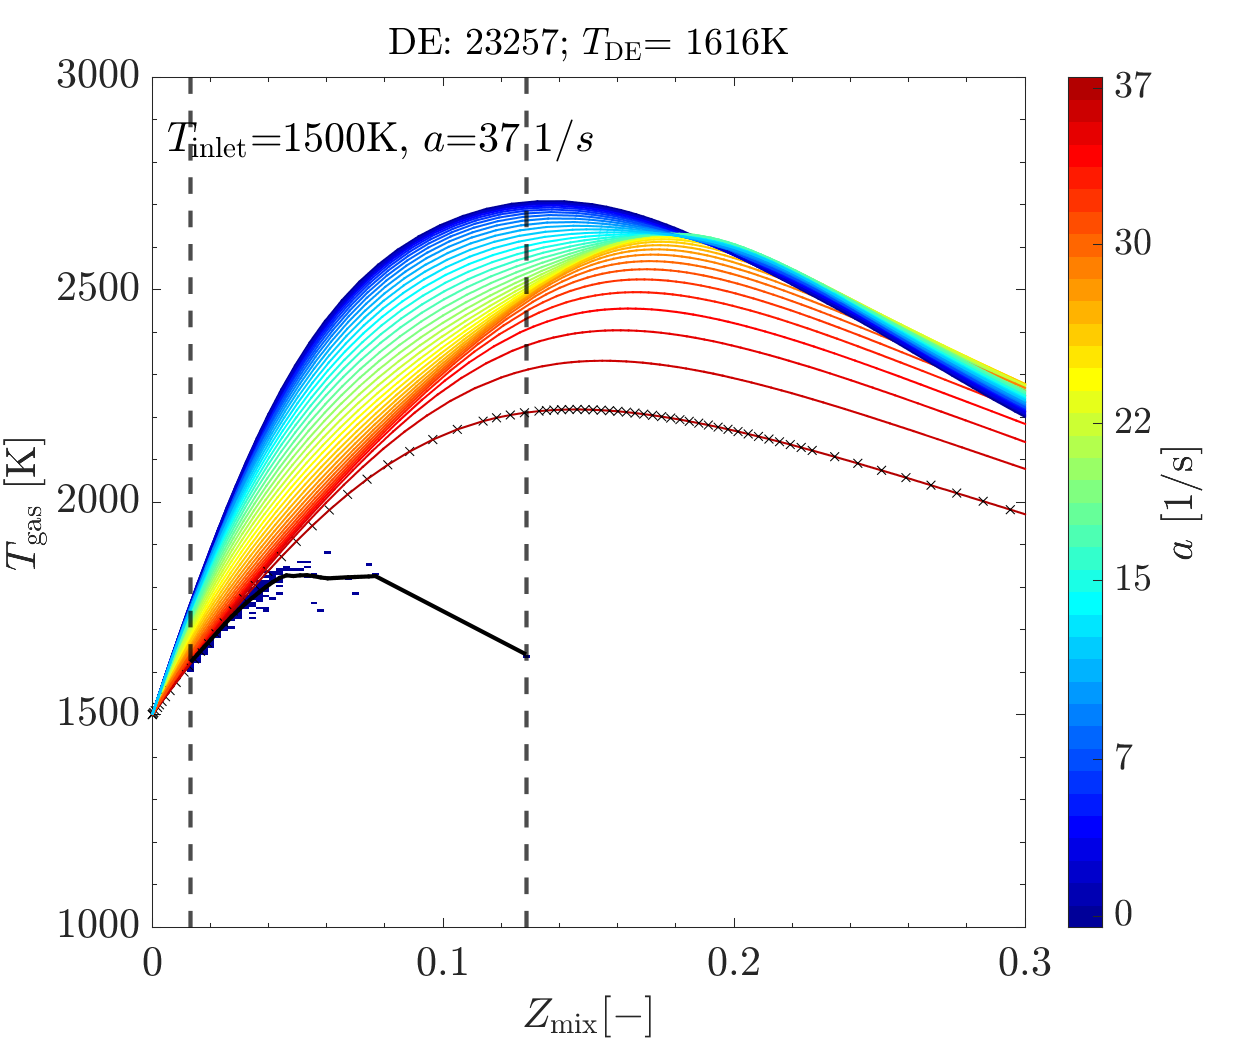 DE: 23257; T_DE= 1616K
T_inlet=1500K, a=37 1/s
3000
2500
2000
1500
1000
T_gas [K]
0 0.1 0.2 0.3
Z_mix[−]
37
30
22
15
7
0
a [1/s]